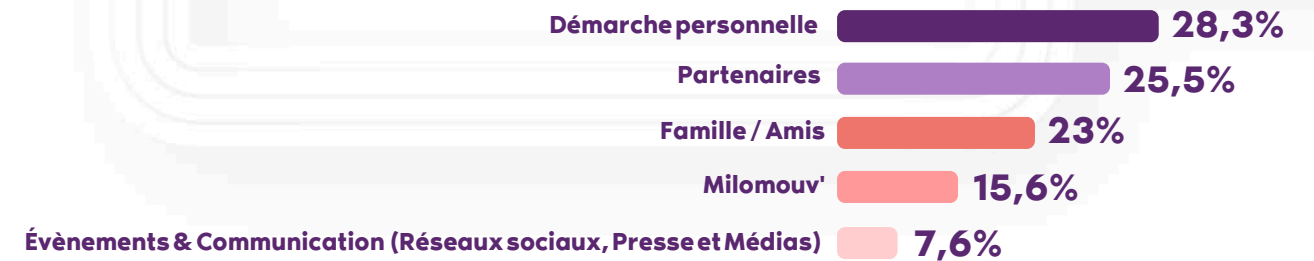 Démarche personnelle 28,3%
Partenaires 25,5%
Famille / Amis 23%
Milomouv' 15,6%
Évènements & Communication (Réseaux sociaux, Presse et Médias) 7,6%